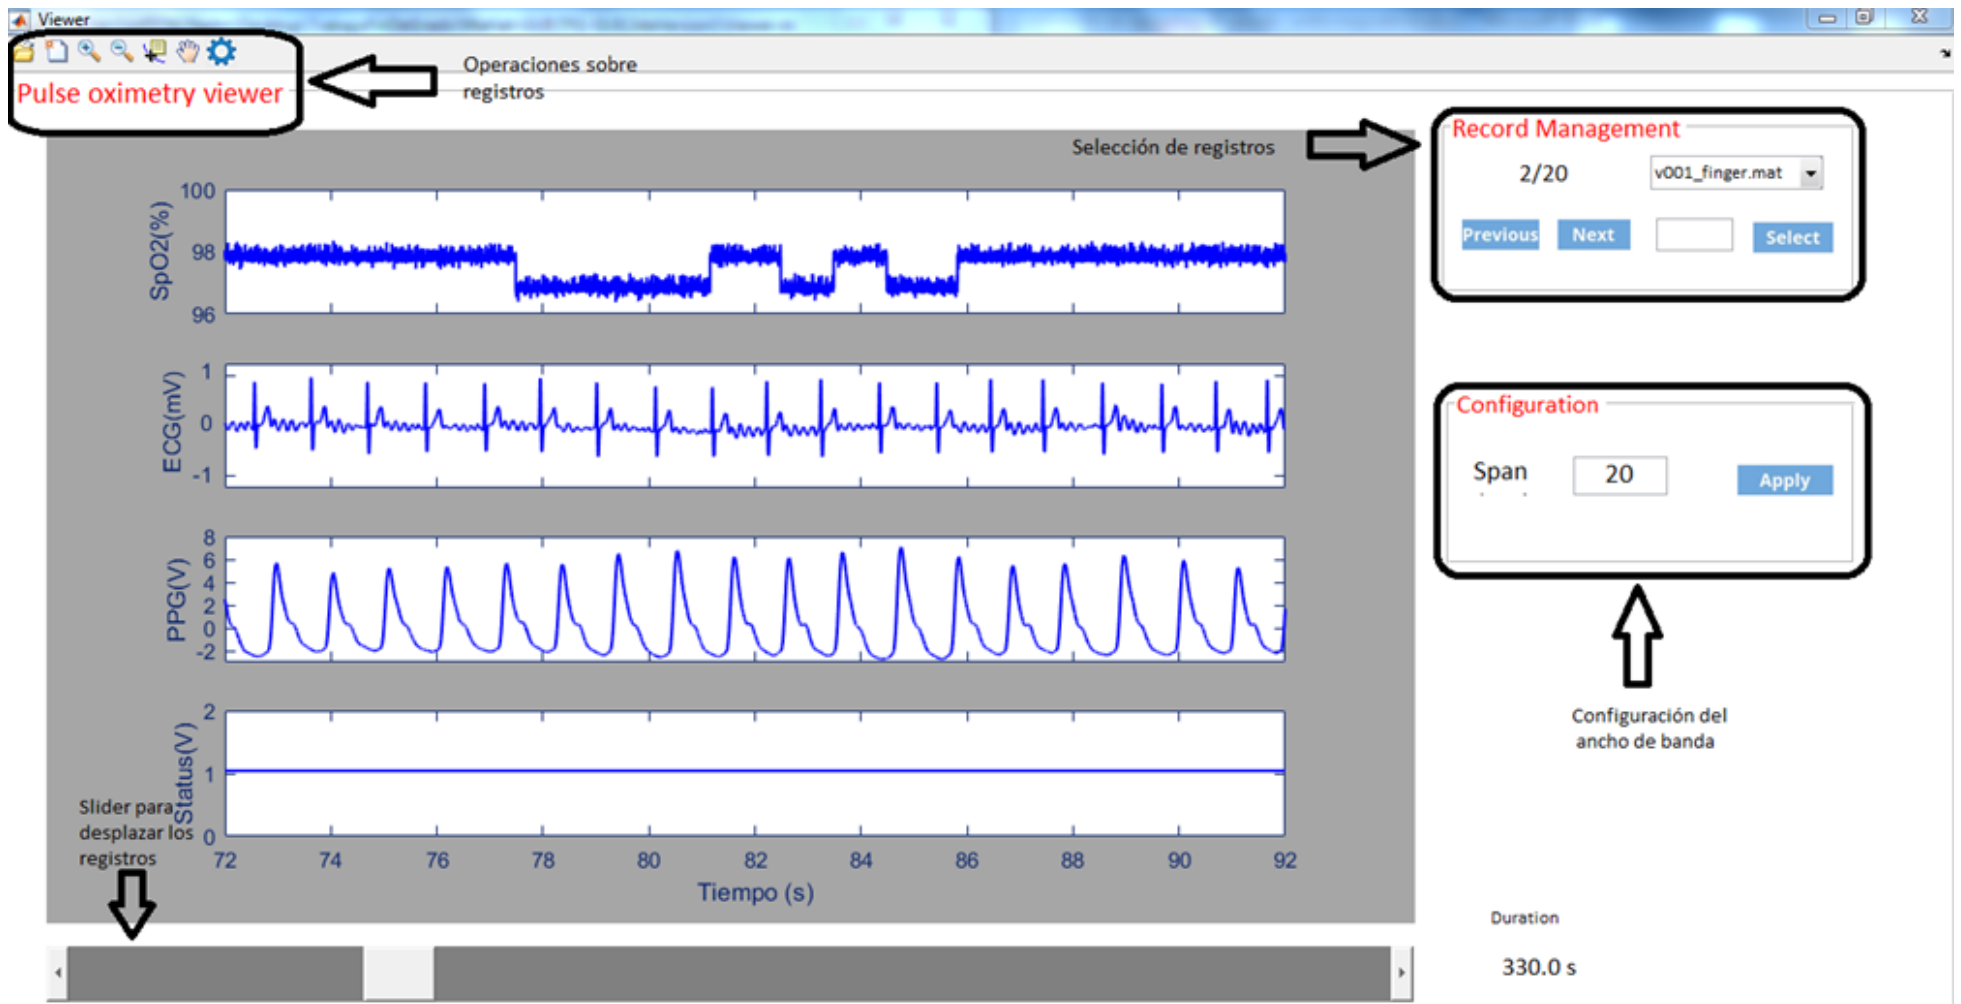 Viewer
Operaciones sobre
registros
Pulse oximetry viewer
Selección de registros
Record Management
2/20
v001_finger.mat
Previous
Next
Select
100
98
96
SpO2(%)
1
0
-1
ECG(mV)
Configuration
Span
20
Apply
8
6
4
2
0
-2
PPG(V)
Configuración del
ancho de banda
2
1
0
Status(V)
Slider para
desplazar los
registros
72 74 76 78 80 82 84 86 88 90 92
Tiempo (s)
Duration
330.0 s